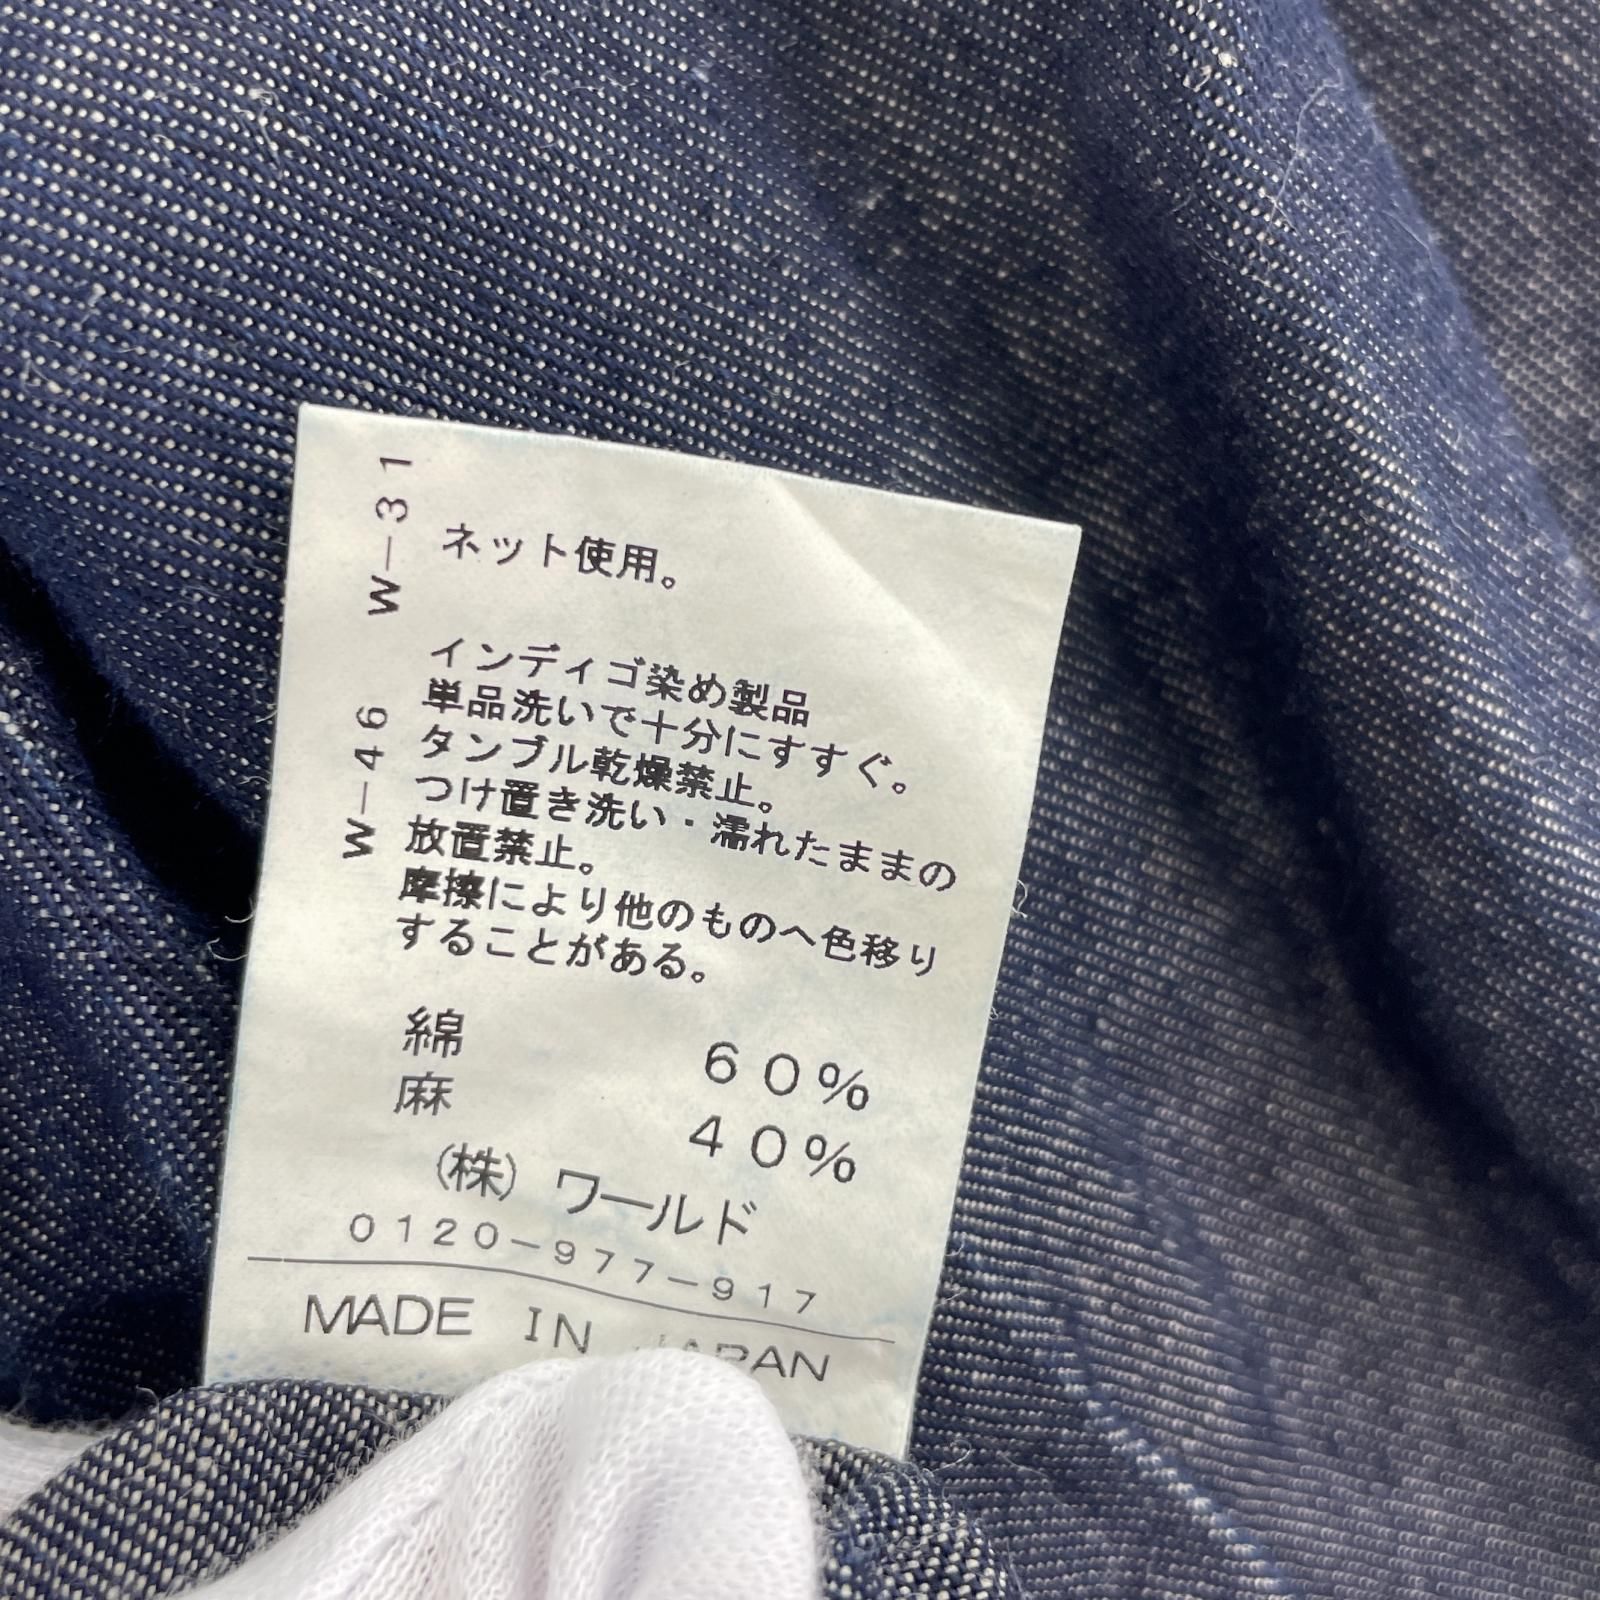 W-31
W-46
ネット使用。
インディゴ染め製品
単品洗いで十分にすすぐ。
タンブル乾燥禁止。
つけ置き洗い・濡れたままの
放置禁止。
摩擦により他のものへ色移り
することがある。
綿 60%
麻 40%
(株) ワールド
0120-977-917
MADE IN JAPAN